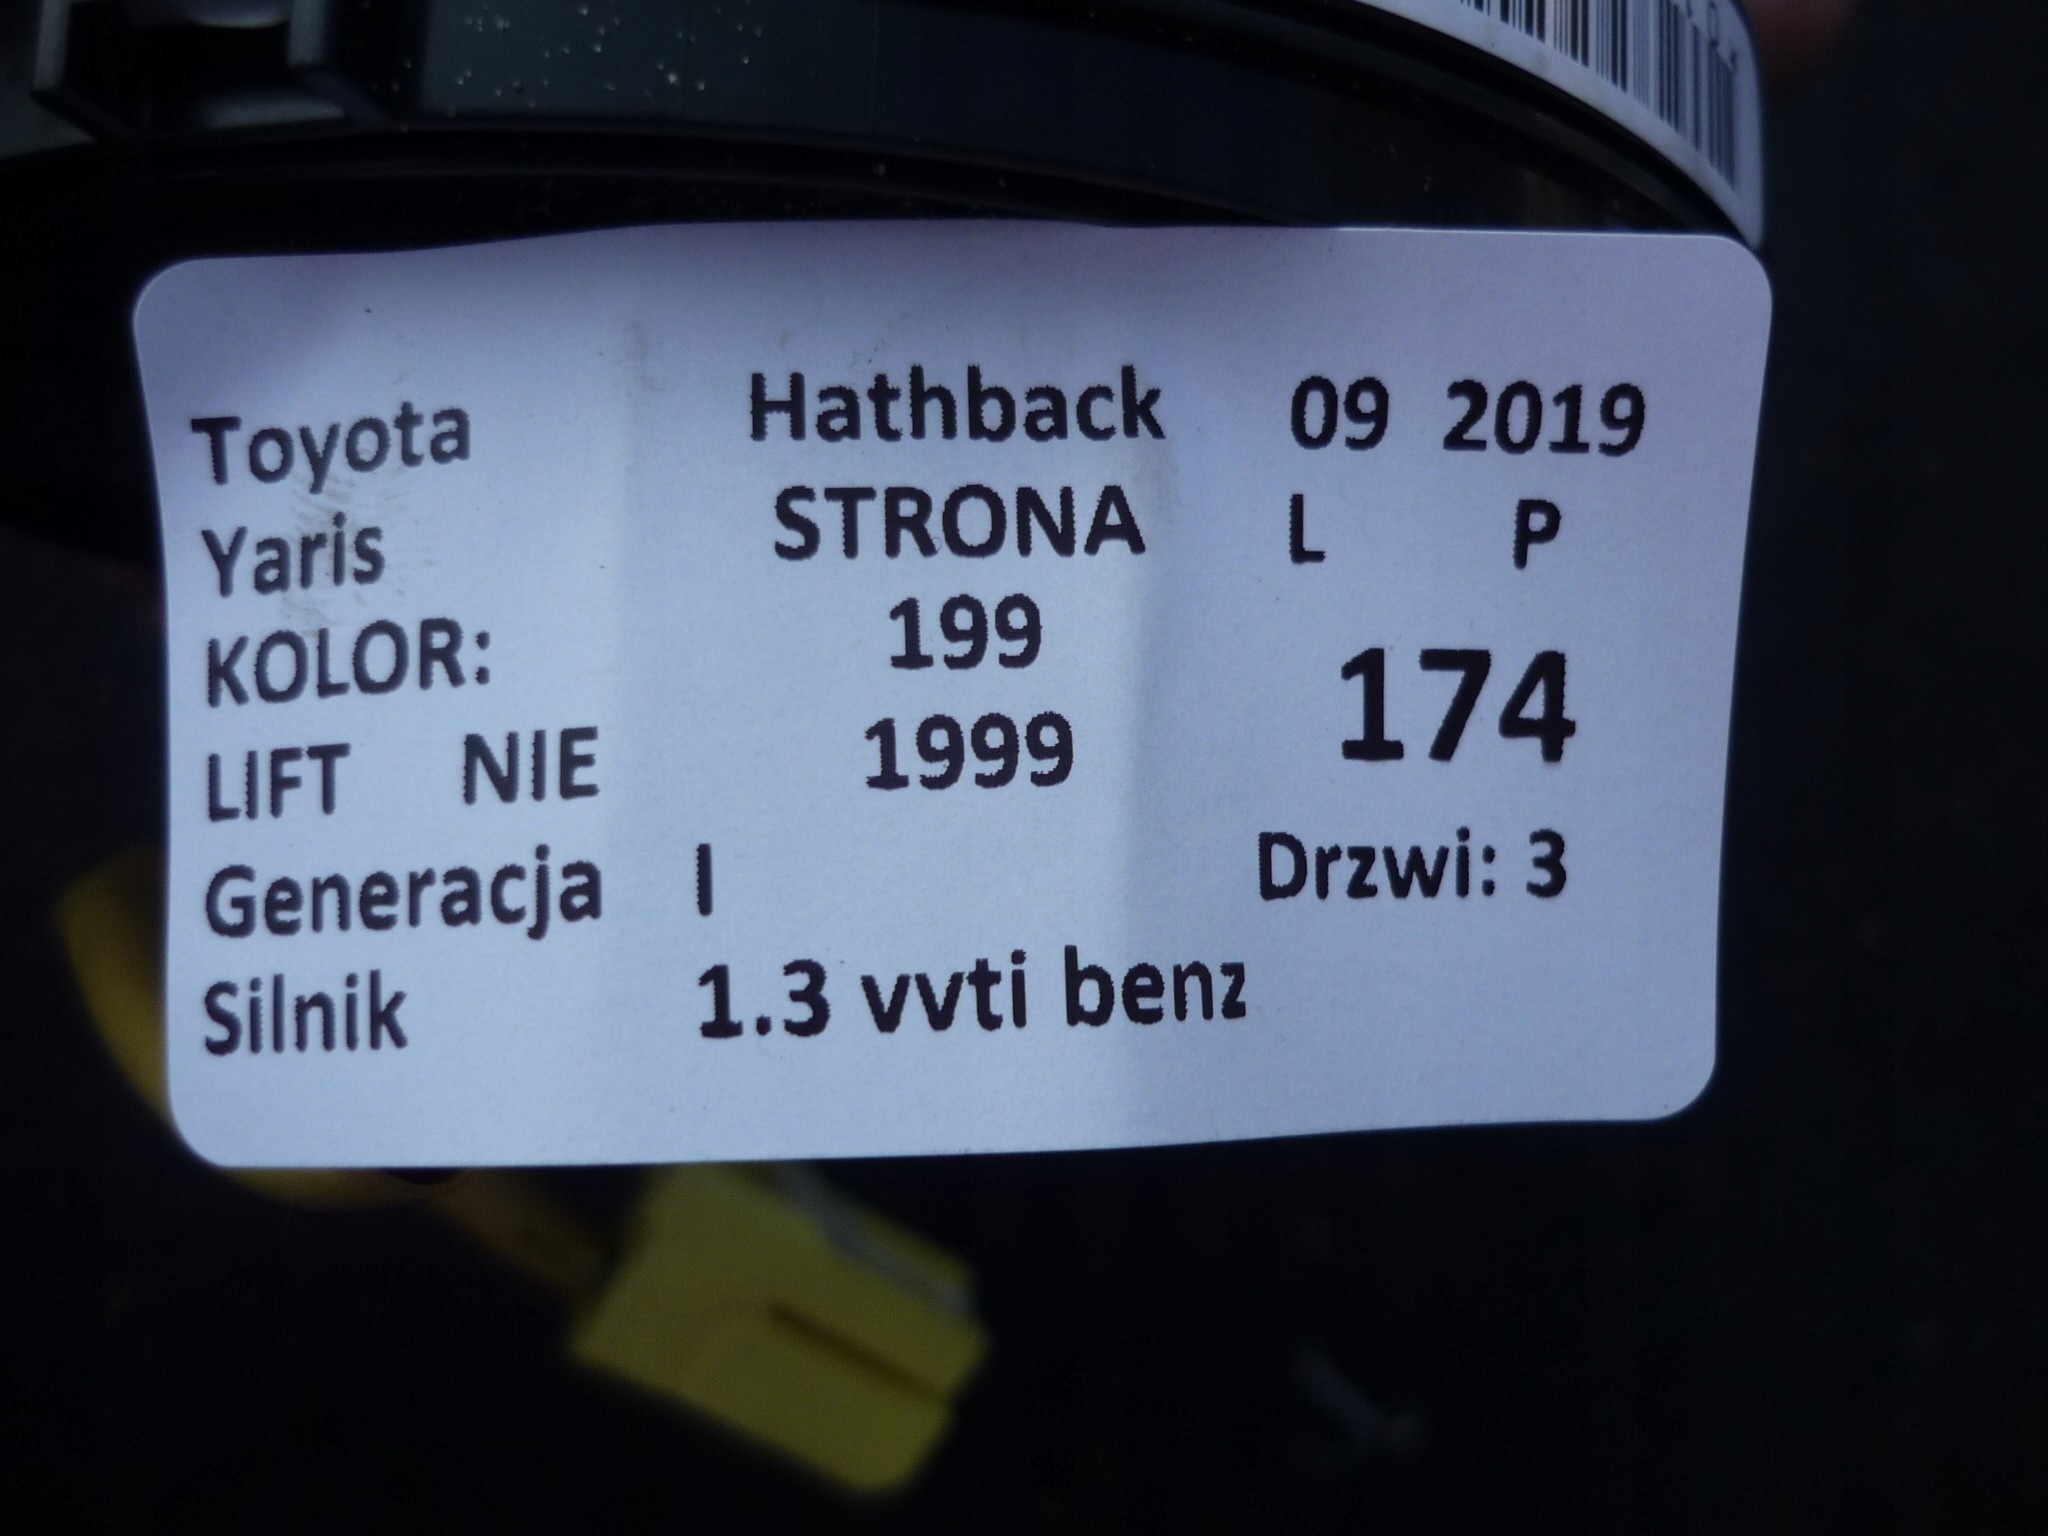 Toyota Hathback 09 2019
Yaris STRONA L P
KOLOR: 199
174
LIFT NIE 1999
Generacja I Drzwi: 3
Silnik 1.3 vvti benz